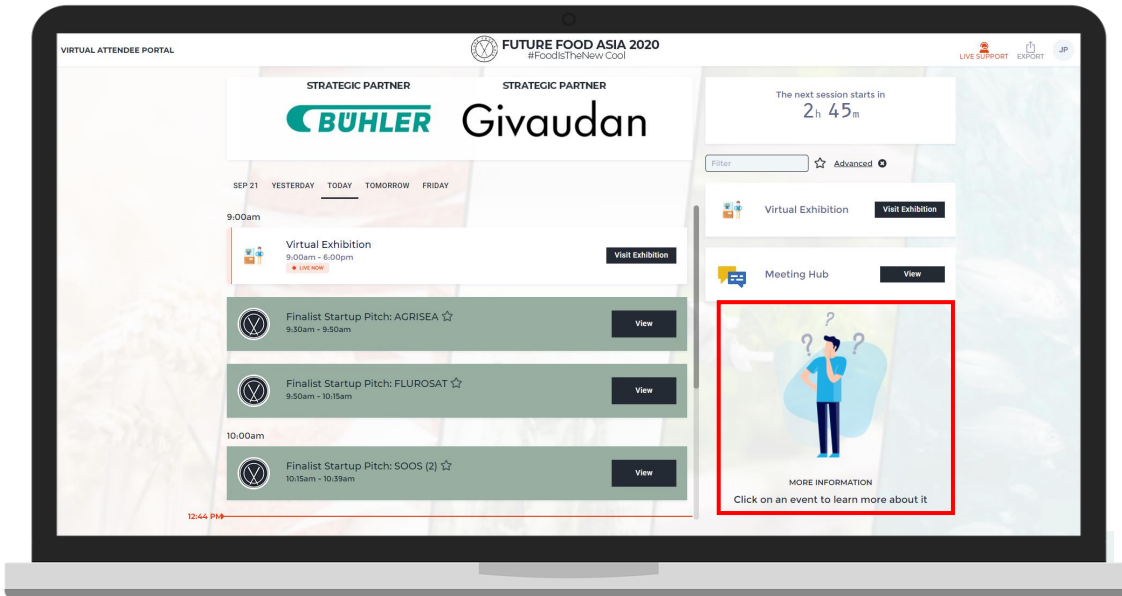 VIRTUAL ATTENDEE PORTAL
FUTURE FOOD ASIA 2020
#FoodIsTheNew Cool
LIVE SUPPORT
EXPORT
JP
STRATEGIC PARTNER
STRATEGIC PARTNER
BÜHLER
Givaudan
The next session starts in
2h 45m
Filter
Advanced
SEP 21 YESTERDAY TODAY TOMORROW FRIDAY
9:00am
Virtual Exhibition
9:00am - 6:00pm
LIVE NOW
Visit Exhibition
Finalist Startup Pitch: AGRISEA
9:30am - 9:50am
View
Finalist Startup Pitch: FLUROSAT
9:50am - 10:15am
View
10:00am
Finalist Startup Pitch: SOOS (2)
10:15am - 10:39am
View
12:44 PM
Virtual Exhibition
Visit Exhibition
Meeting Hub
View
? ? ?
MORE INFORMATION
Click on an event to learn more about it